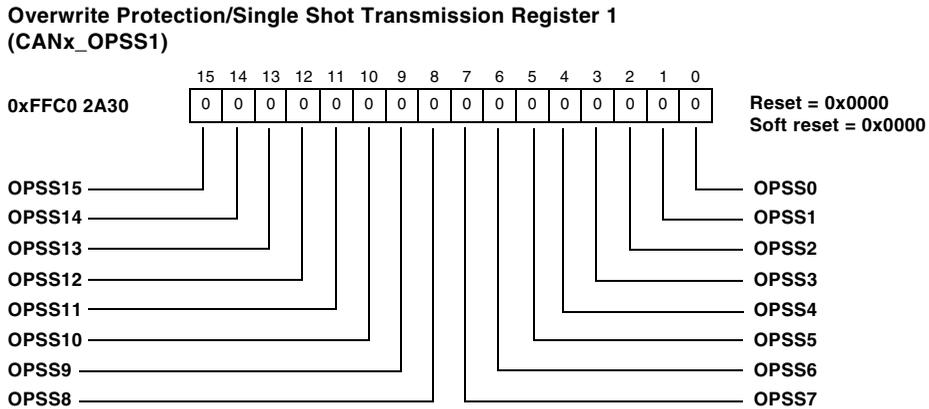 Overwrite Protection/Single Shot Transmission Register 1
(CANx_OPSS1)
15 14 13 12 11 10 9 8 7 6 5 4 3 2 1 0
0xFFC0 2A30 0 0 0 0 0 0 0 0 0 0 0 0 0 0 0 0 Reset = 0x0000
Soft reset = 0x0000
OPSS15 OPSS0
OPSS14 OPSS1
OPSS13 OPSS2
OPSS12 OPSS3
OPSS11 OPSS4
OPSS10 OPSS5
OPSS9 OPSS6
OPSS8 OPSS7